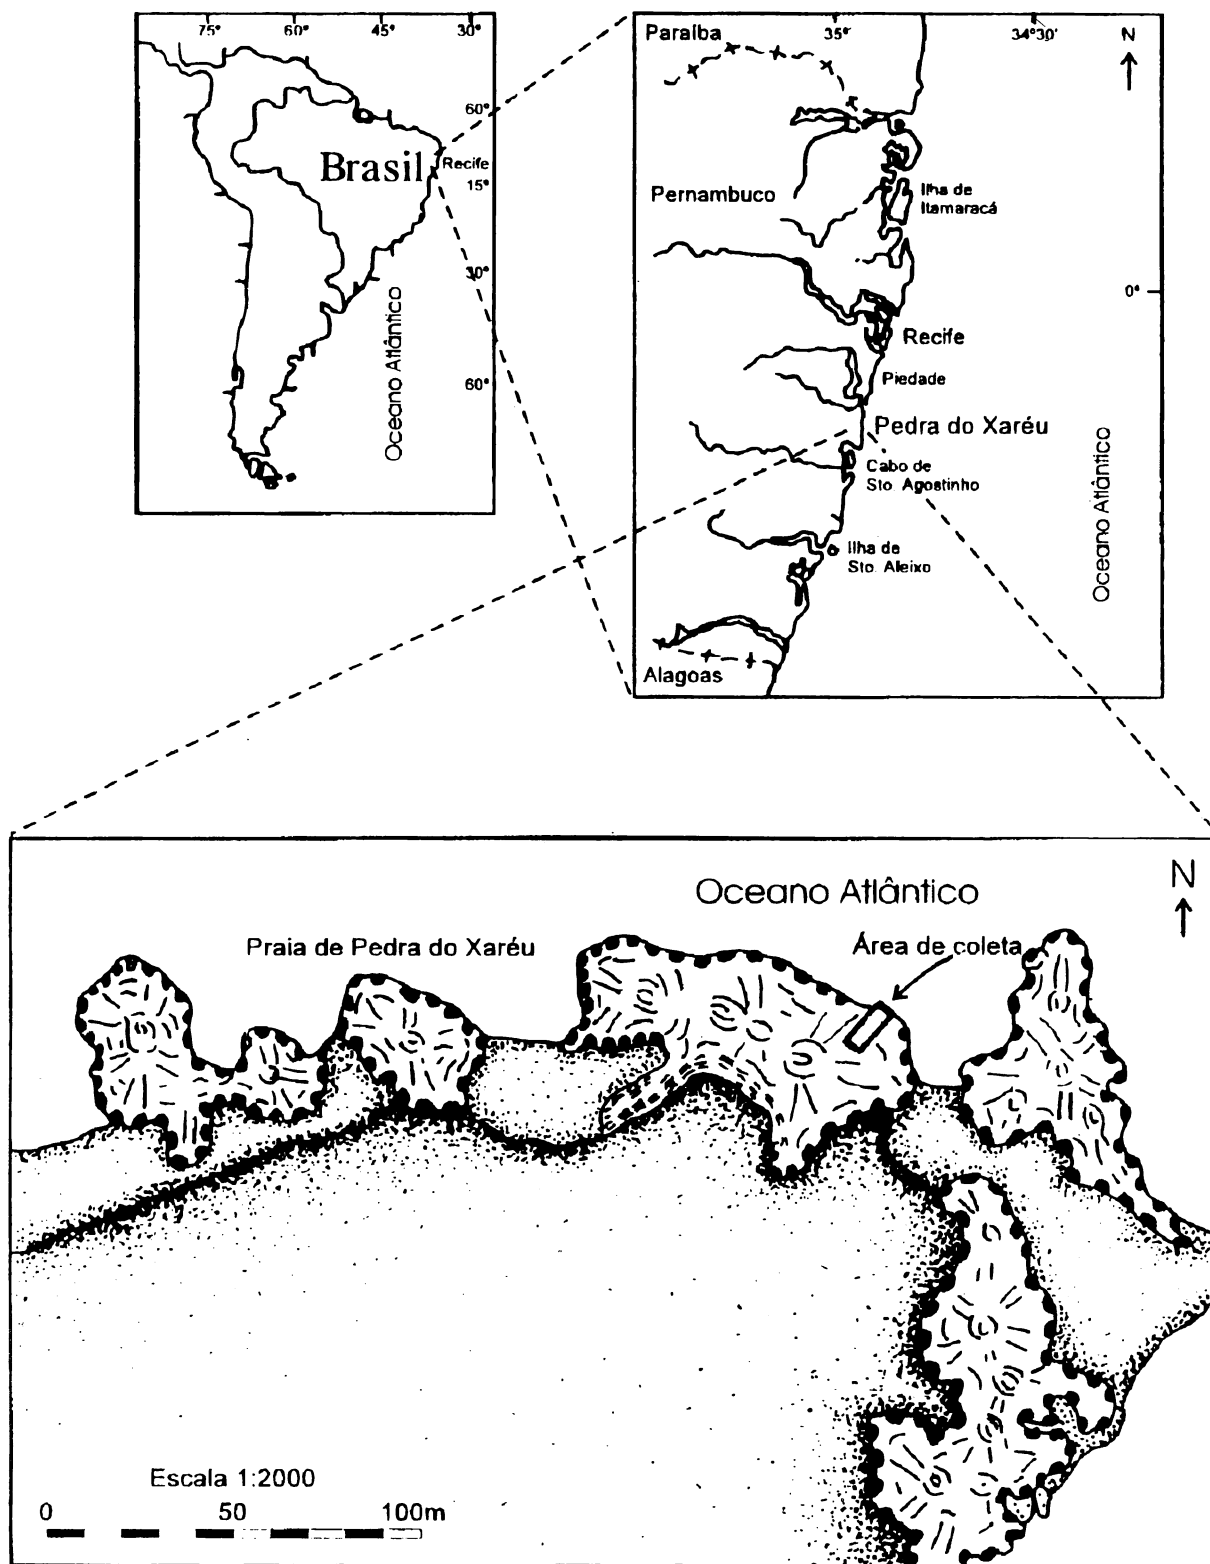 75° 60° 45° 30°
60°
Brasil
Recife
15°
30°
Oceano Atlântico
60°
Paraíba
35° 34°30'
N
Pernambuco
Ilha de
Itamaracá
0°
Recife
Piedade
Pedra do Xaréu
Cabo de
Sto. Agostinho
Oceano Atlântico
Ilha de
Sto. Aleixo
Alagoas
Oceano Atlântico
N
Praia de Pedra do Xaréu
Área de coleta
Escala 1:2000
0 50 100m